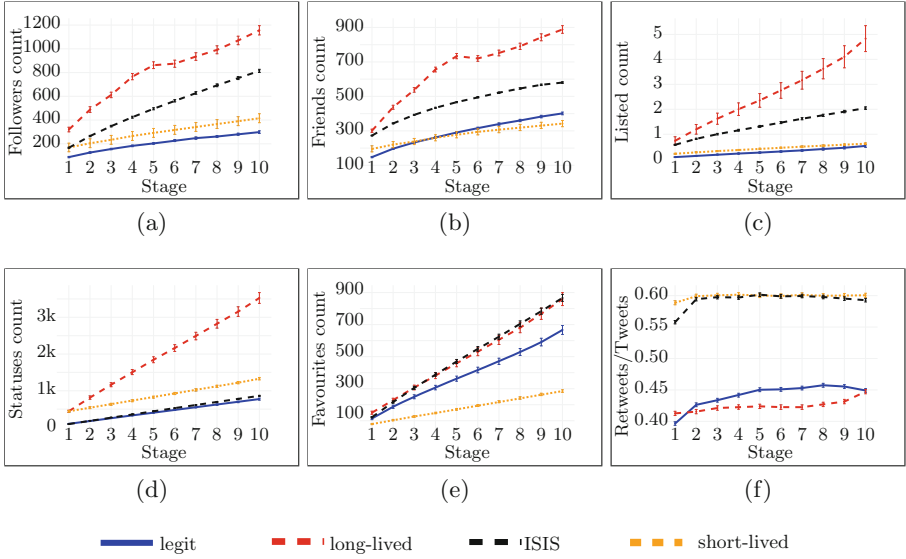 Followers count
1200
1000
800
600
400
200
1 2 3 4 5 6 7 8 9 10
Stage
(a)
Friends count
900
700
500
300
100
1 2 3 4 5 6 7 8 9 10
Stage
(b)
Listed count
5
4
3
2
1
0
1 2 3 4 5 6 7 8 9 10
Stage
(c)
Statuses count
3k
2k
1k
0
1 2 3 4 5 6 7 8 9 10
Stage
(d)
Favourites count
900
700
500
300
100
1 2 3 4 5 6 7 8 9 10
Stage
(e)
Retweets/Tweets
0.60
0.55
0.50
0.45
0.40
1 2 3 4 5 6 7 8 9 10
Stage
(f)
legit long-lived ISIS short-lived